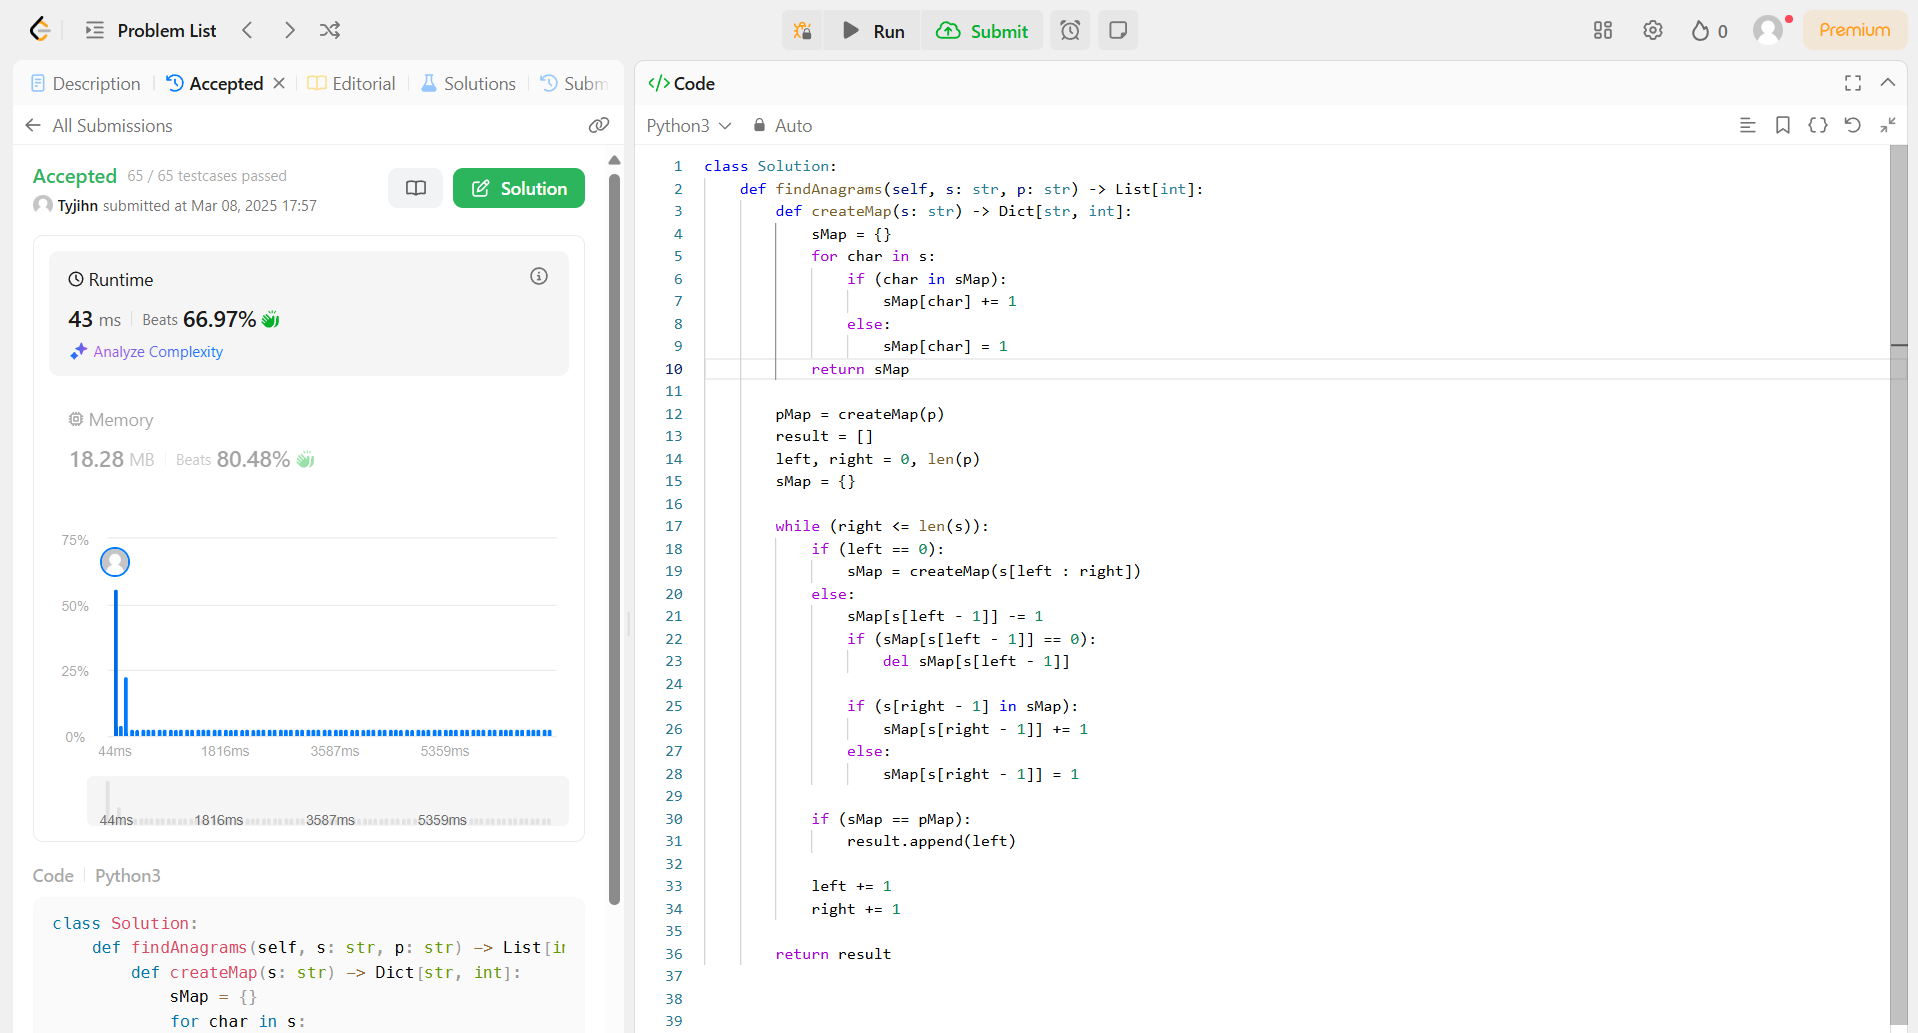 Problem List
Run
Submit
0
Premium
Description
Accepted
Editorial
Solutions
Subm
All Submissions
Accepted 65 / 65 testcases passed
Tyjihn submitted at Mar 08, 2025 17:57
Solution
Runtime
43 ms Beats 66.97%
Analyze Complexity
Memory
18.28 MB Beats 80.48%
75%
50%
25%
0%
44ms 1816ms 3587ms 5359ms
44ms 1816ms 3587ms 5359ms
Code Python3
class Solution:
    def findAnagrams(self, s: str, p: str) -> List[in
        def createMap(s: str) -> Dict[str, int]:
            sMap = {}
            for char in s:
</> Code
Python3 Auto
1 class Solution:
2     def findAnagrams(self, s: str, p: str) -> List[int]:
3         def createMap(s: str) -> Dict[str, int]:
4             sMap = {}
5             for char in s:
6                 if (char in sMap):
7                     sMap[char] += 1
8                 else:
9                     sMap[char] = 1
10             return sMap
11
12         pMap = createMap(p)
13         result = []
14         left, right = 0, len(p)
15         sMap = {}
16
17         while (right <= len(s)):
18             if (left == 0):
19                 sMap = createMap(s[left : right])
20             else:
21                 sMap[s[left - 1]] -= 1
22                 if (sMap[s[left - 1]] == 0):
23                     del sMap[s[left - 1]]
24
25                 if (s[right - 1] in sMap):
26                     sMap[s[right - 1]] += 1
27                 else:
28                     sMap[s[right - 1]] = 1
29
30             if (sMap == pMap):
31                 result.append(left)
32
33             left += 1
34             right += 1
35
36         return result
37
38
39